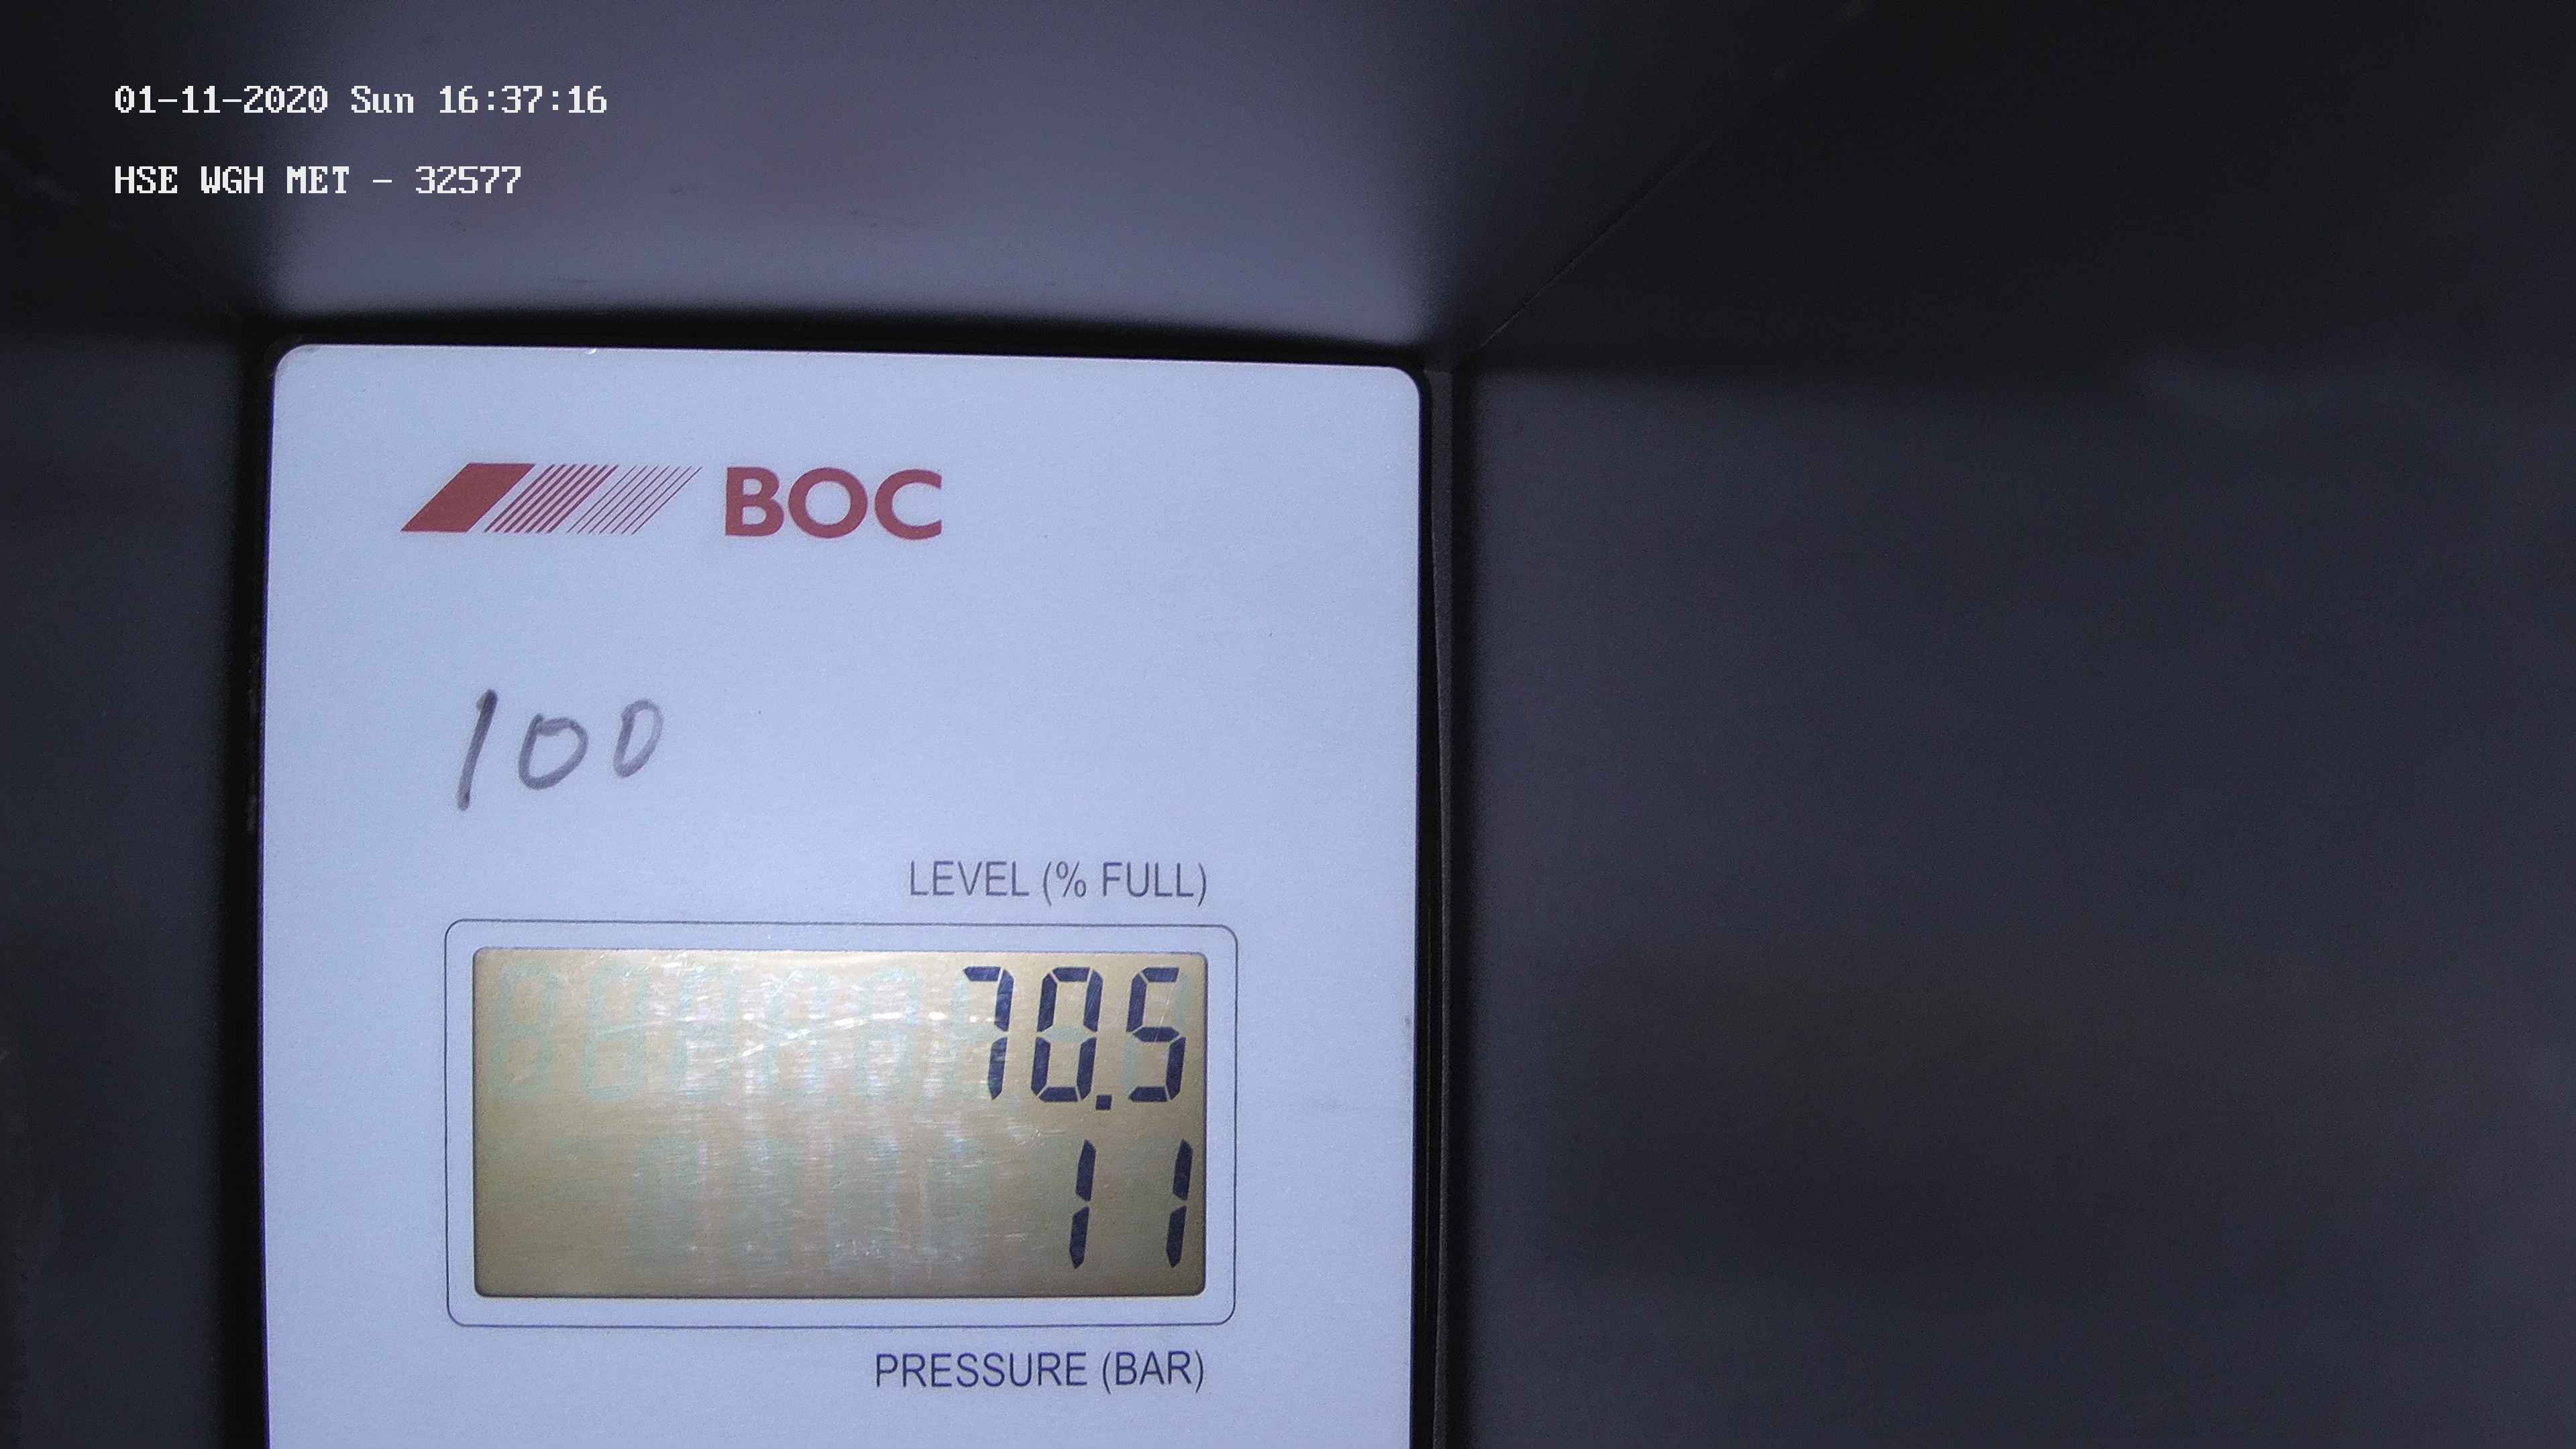 01-11-2020 Sun 16:37:16
HSE WGH MET - 32577
BOC
100
LEVEL (% FULL)
70.5
11
PRESSURE (BAR)